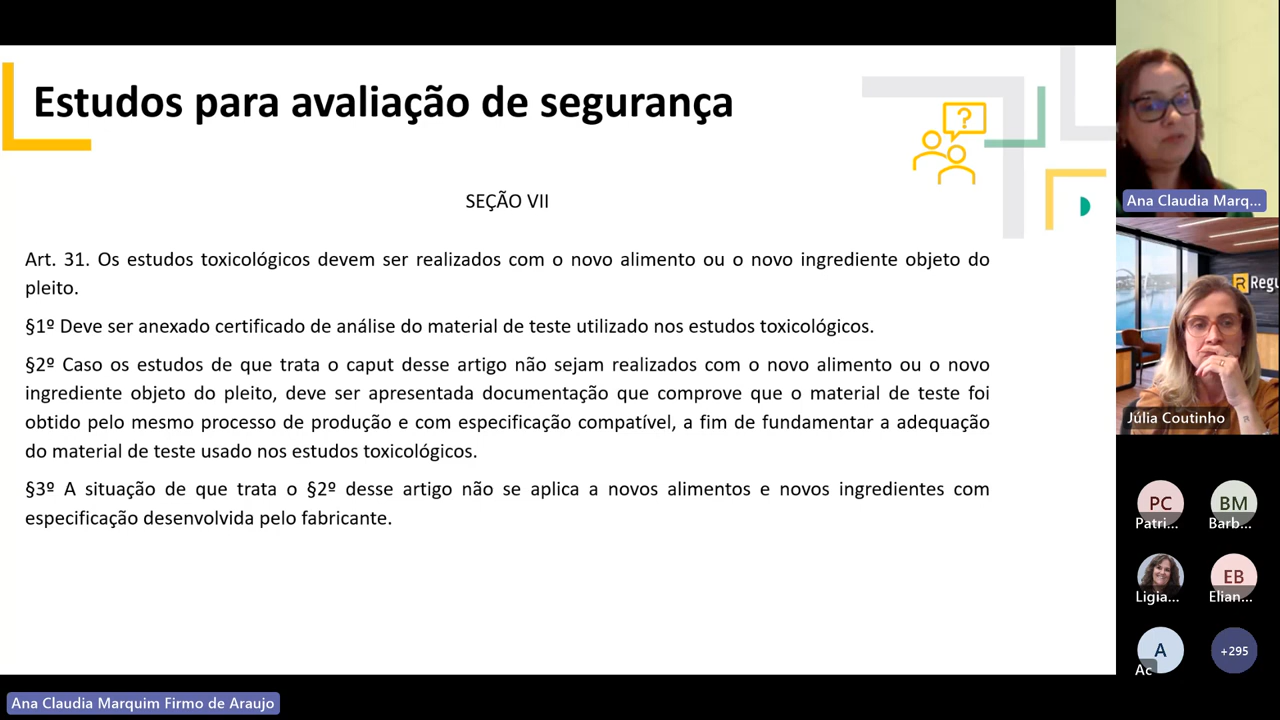 Estudos para avaliação de segurança
?
SEÇÃO VII
Art. 31. Os estudos toxicológicos devem ser realizados com o novo alimento ou o novo ingrediente objeto do
pleito.
§1º Deve ser anexado certificado de análise do material de teste utilizado nos estudos toxicológicos.
§2º Caso os estudos de que trata o caput desse artigo não sejam realizados com o novo alimento ou o novo
ingrediente objeto do pleito, deve ser apresentada documentação que comprove que o material de teste foi
obtido pelo mesmo processo de produção e com especificação compatível, a fim de fundamentar a adequação
do material de teste usado nos estudos toxicológicos.
§3º A situação de que trata o §2º desse artigo não se aplica a novos alimentos e novos ingredientes com
especificação desenvolvida pelo fabricante.
Ana Claudia Marquim Firmo de Araujo
Ana Claudia Marq...
R Regu
Júlia Coutinho
PC
Patri...
BM
Barb...
Ligia...
EB
Elian...
A
Ac
+295